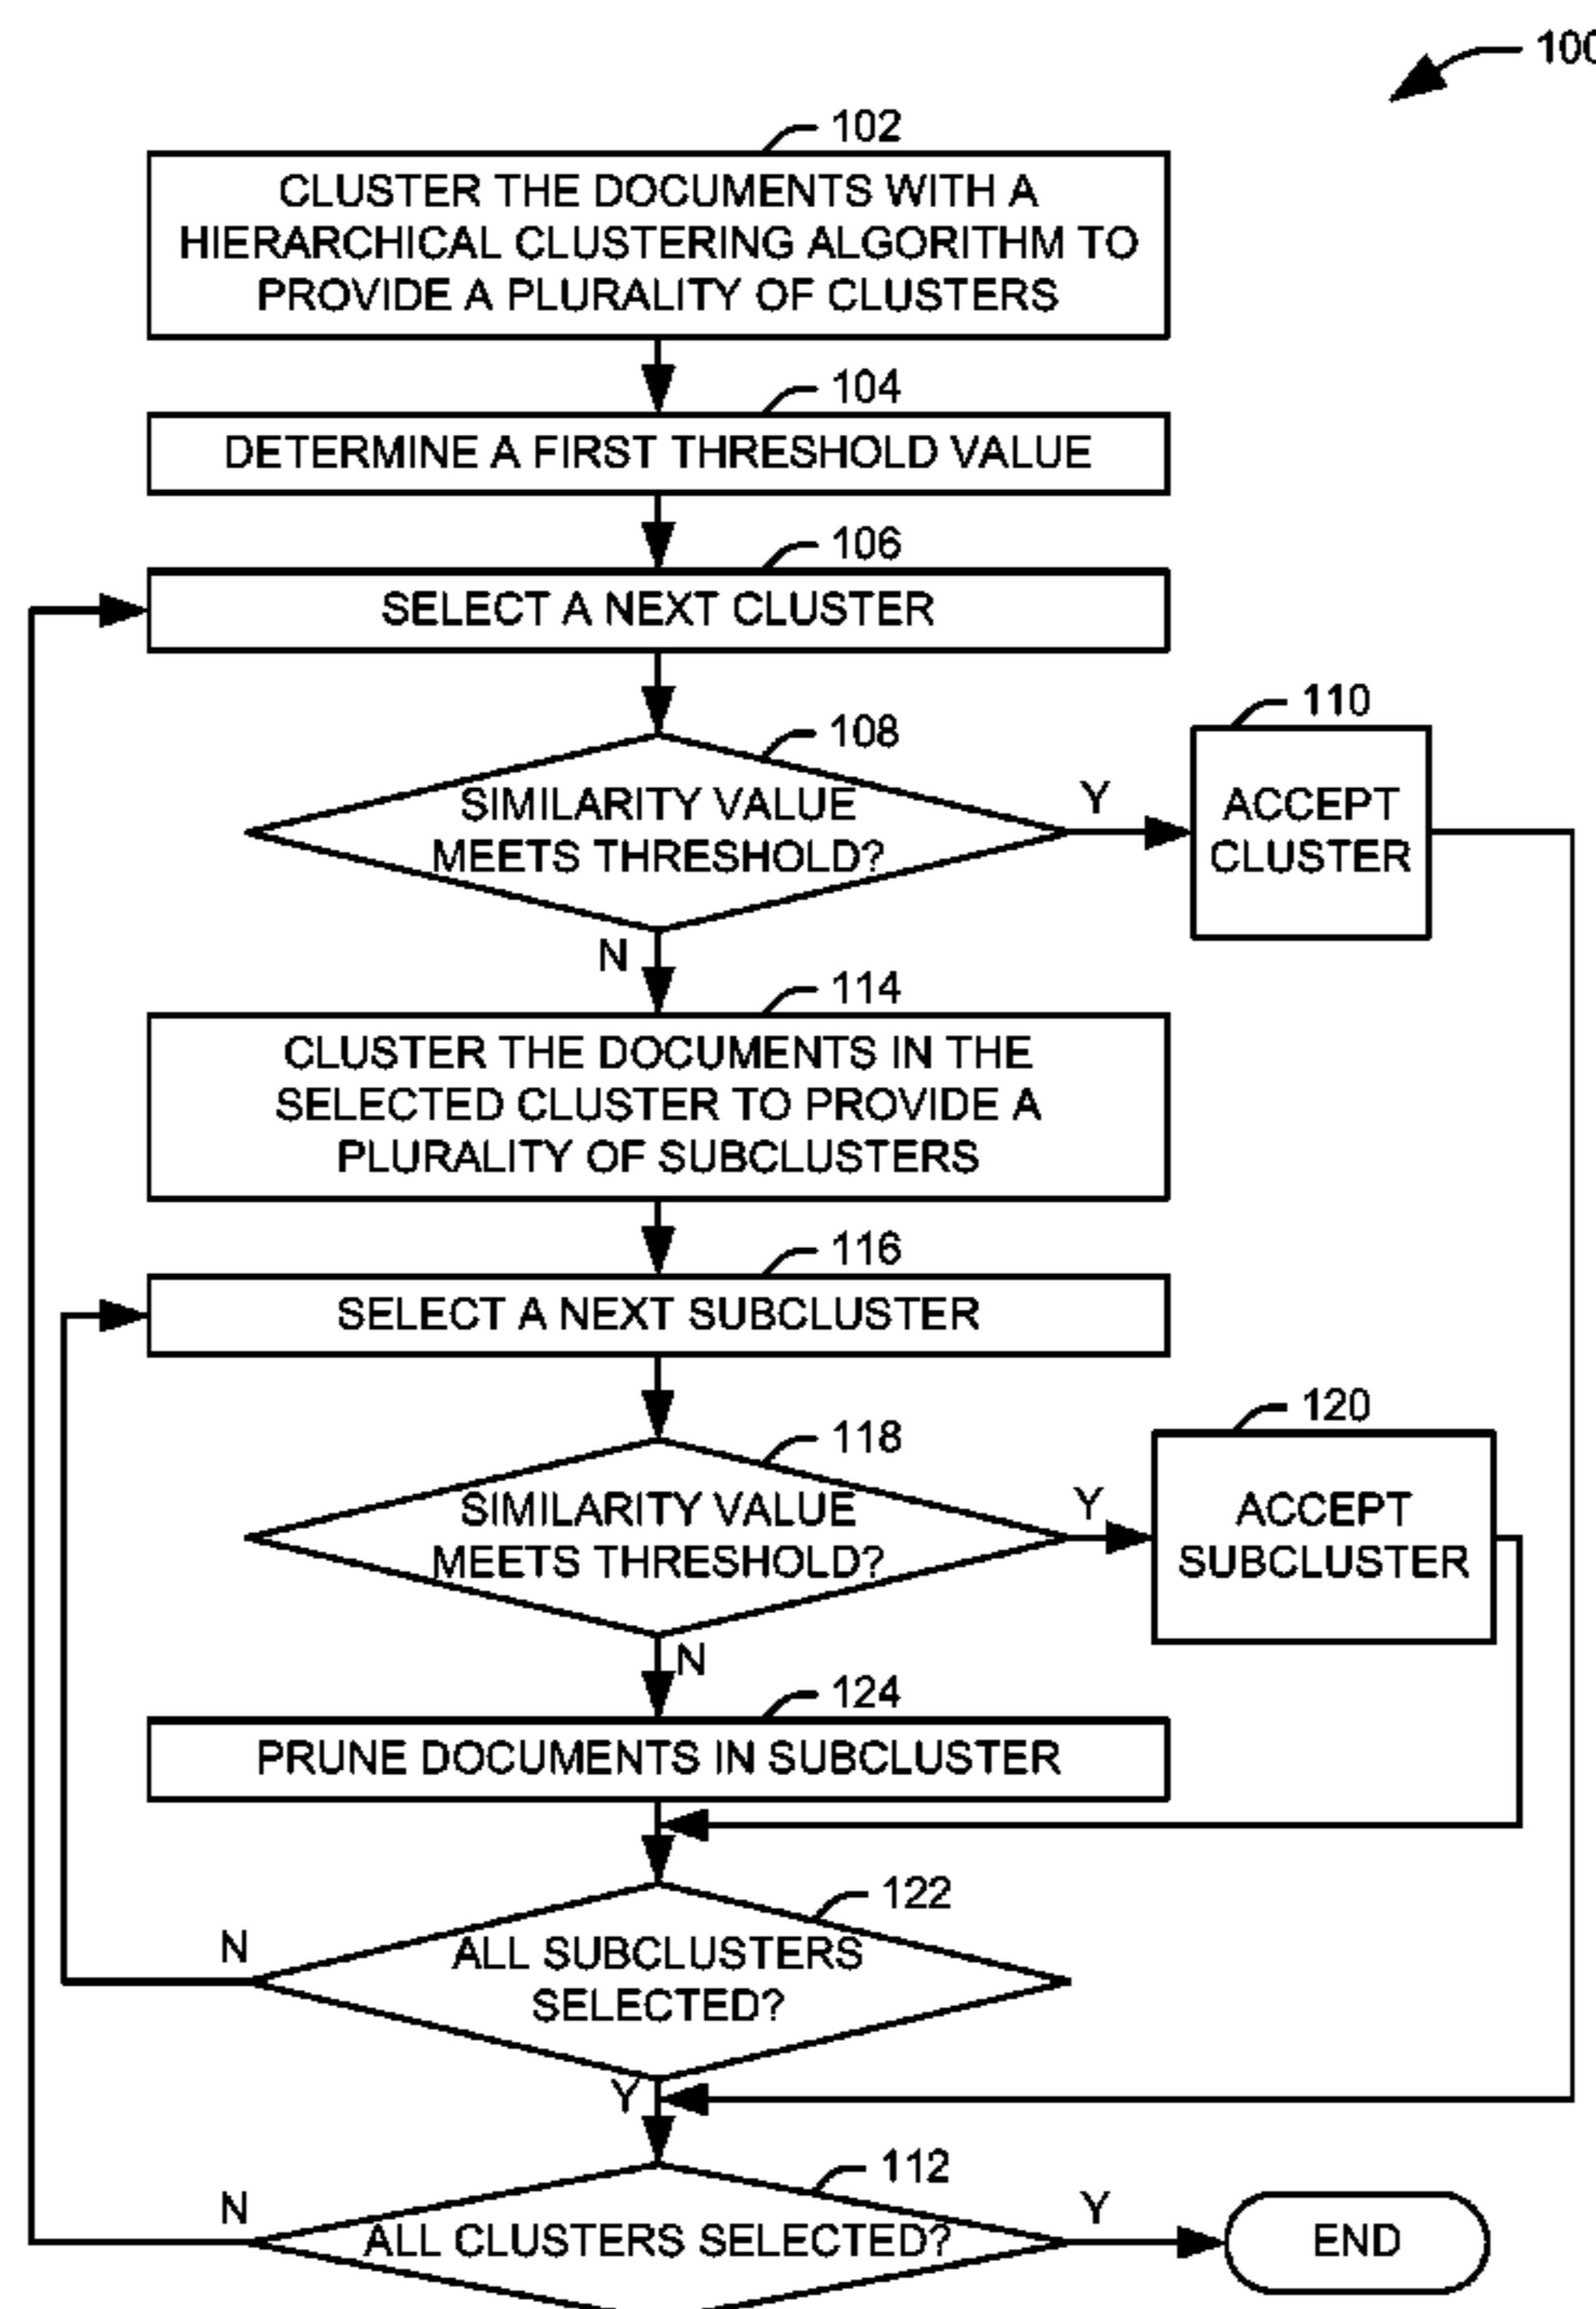 100
102
CLUSTER THE DOCUMENTS WITH A
HIERARCHICAL CLUSTERING ALGORITHM TO
PROVIDE A PLURALITY OF CLUSTERS
104
DETERMINE A FIRST THRESHOLD VALUE
106
SELECT A NEXT CLUSTER
108
SIMILARITY VALUE
MEETS THRESHOLD?
Y
110
ACCEPT
CLUSTER
N
114
CLUSTER THE DOCUMENTS IN THE
SELECTED CLUSTER TO PROVIDE A
PLURALITY OF SUBCLUSTERS
116
SELECT A NEXT SUBCLUSTER
118
SIMILARITY VALUE
MEETS THRESHOLD?
Y
120
ACCEPT
SUBCLUSTER
N
124
PRUNE DOCUMENTS IN SUBCLUSTER
122
N
ALL SUBCLUSTERS
SELECTED?
Y
112
N
ALL CLUSTERS SELECTED?
Y
END